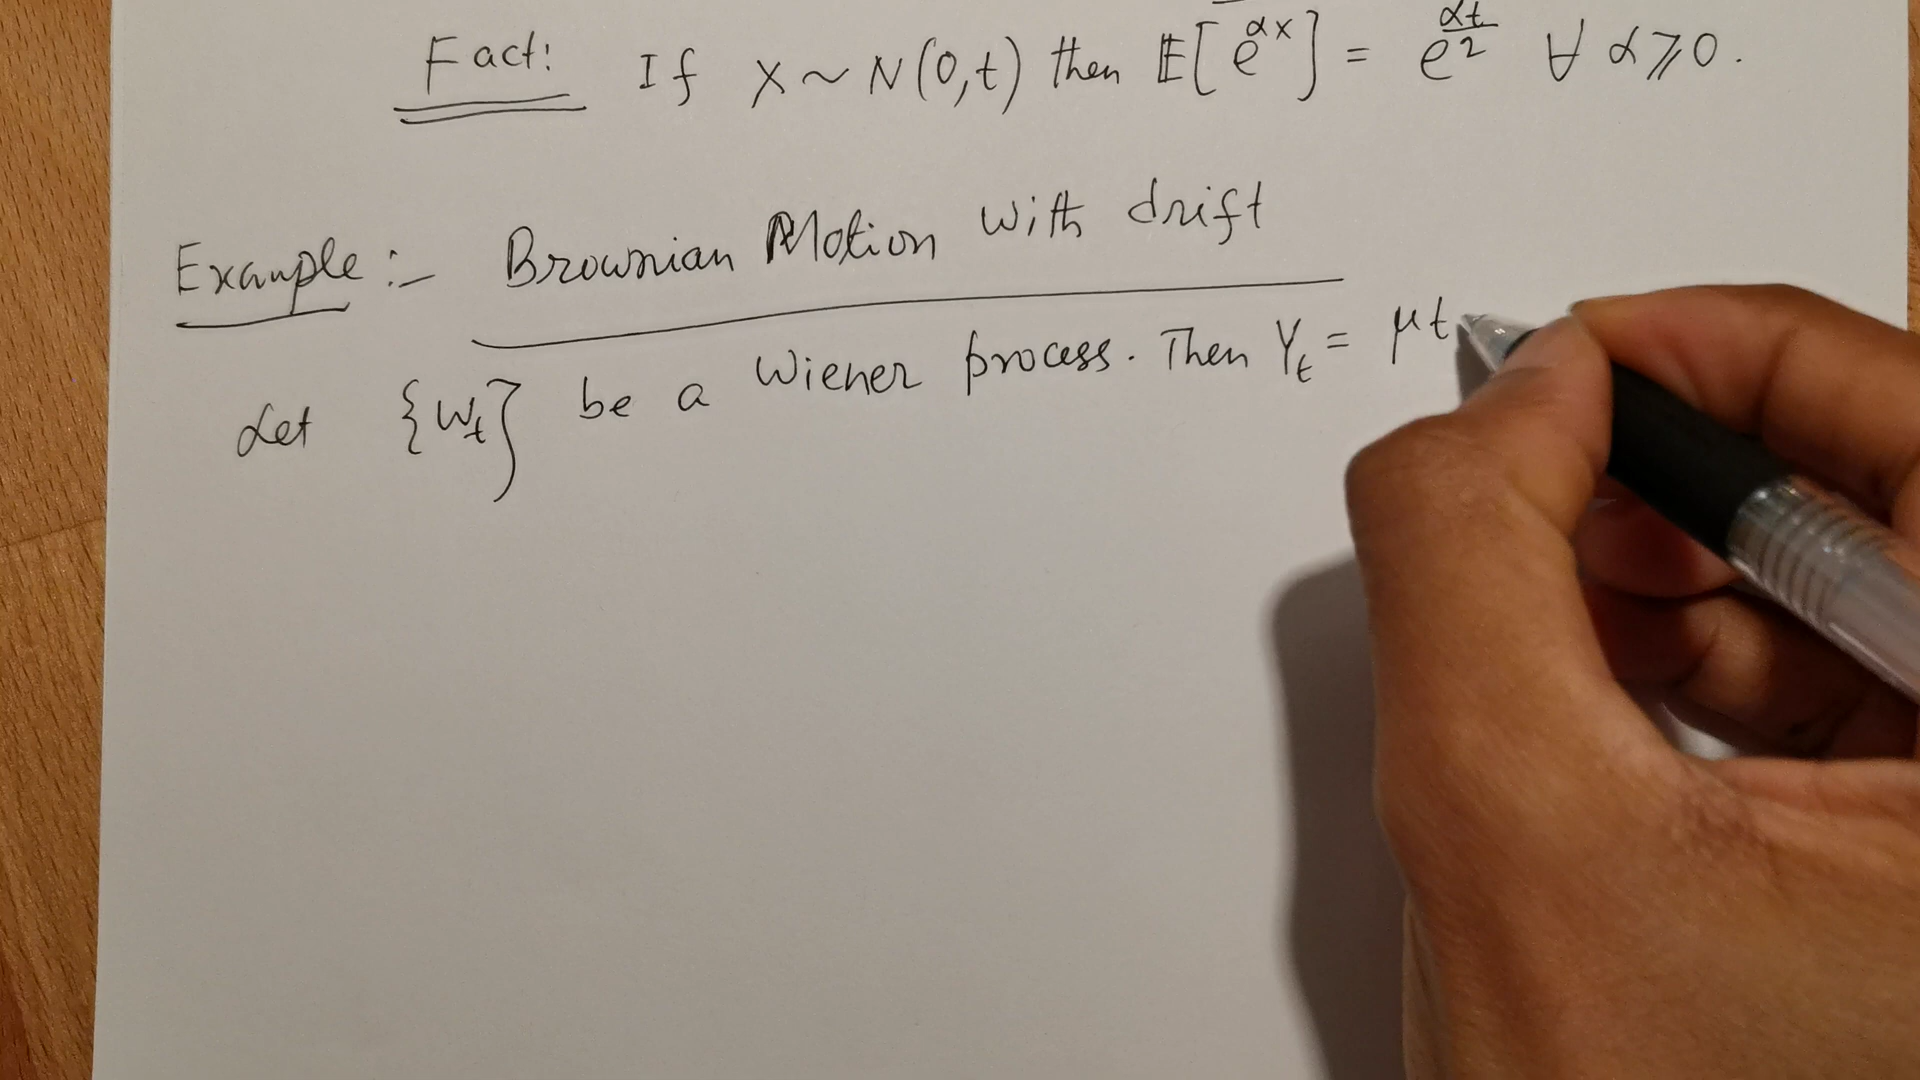 Fact: If X ~ N(0,t) then 𝔼[e^{αx}] = e^{αt/2} ∀ α ≥ 0.
Example :- Brownian Motion with drift
Let {W_t} be a Wiener process. Then Y_t = μt